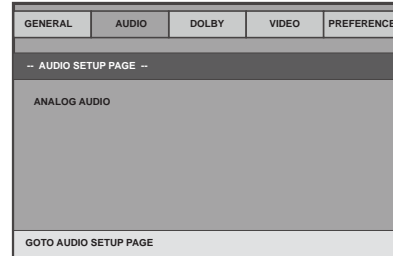 GENERAL AUDIO DOLBY VIDEO PREFERENCE
-- AUDIO SETUP PAGE --
ANALOG AUDIO
GOTO AUDIO SETUP PAGE